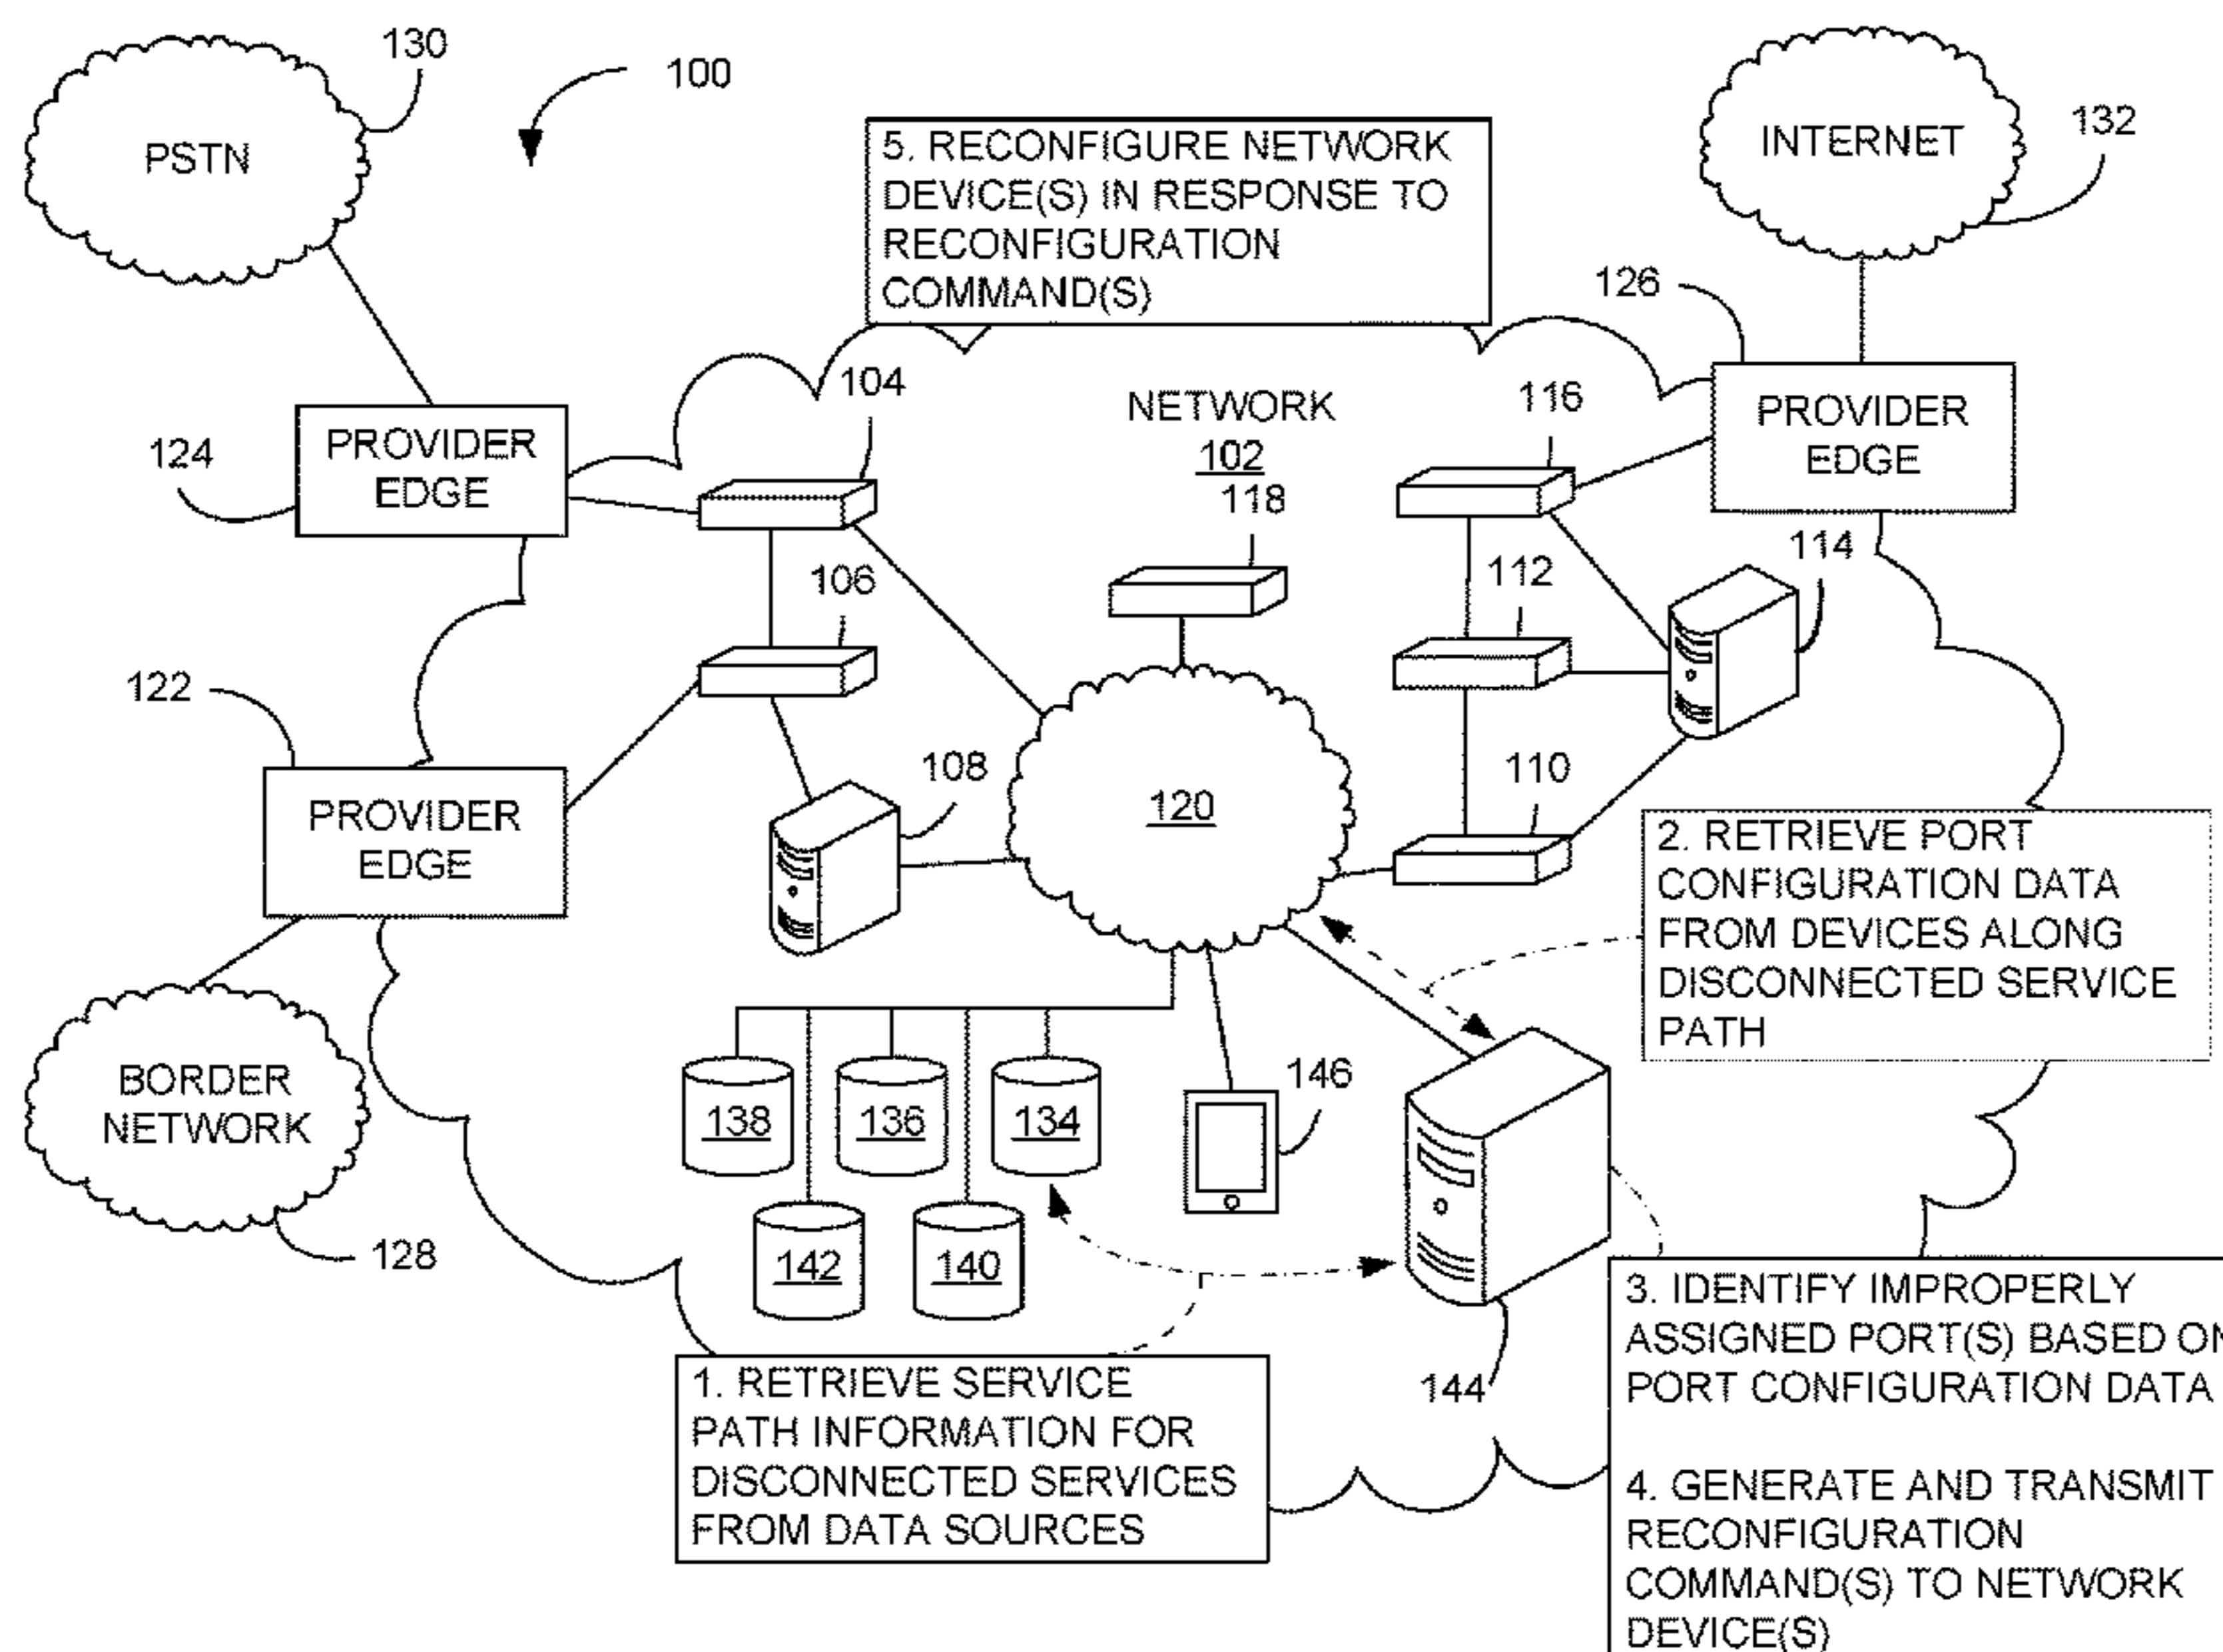 130
100
PSTN
5. RECONFIGURE NETWORK
DEVICE(S) IN RESPONSE TO
RECONFIGURATION
COMMAND(S)
INTERNET
132
126
104
NETWORK
102
116
PROVIDER
EDGE
124
PROVIDER
EDGE
118
114
106
112
122
108
110
PROVIDER
EDGE
120
2. RETRIEVE PORT
CONFIGURATION DATA
FROM DEVICES ALONG
DISCONNECTED SERVICE
PATH
BORDER
NETWORK
138
136
134
146
128
142
140
144
3. IDENTIFY IMPROPERLY
ASSIGNED PORT(S) BASED ON
PORT CONFIGURATION DATA
1. RETRIEVE SERVICE
PATH INFORMATION FOR
DISCONNECTED SERVICES
FROM DATA SOURCES
4. GENERATE AND TRANSMIT
RECONFIGURATION
COMMAND(S) TO NETWORK
DEVICE(S)